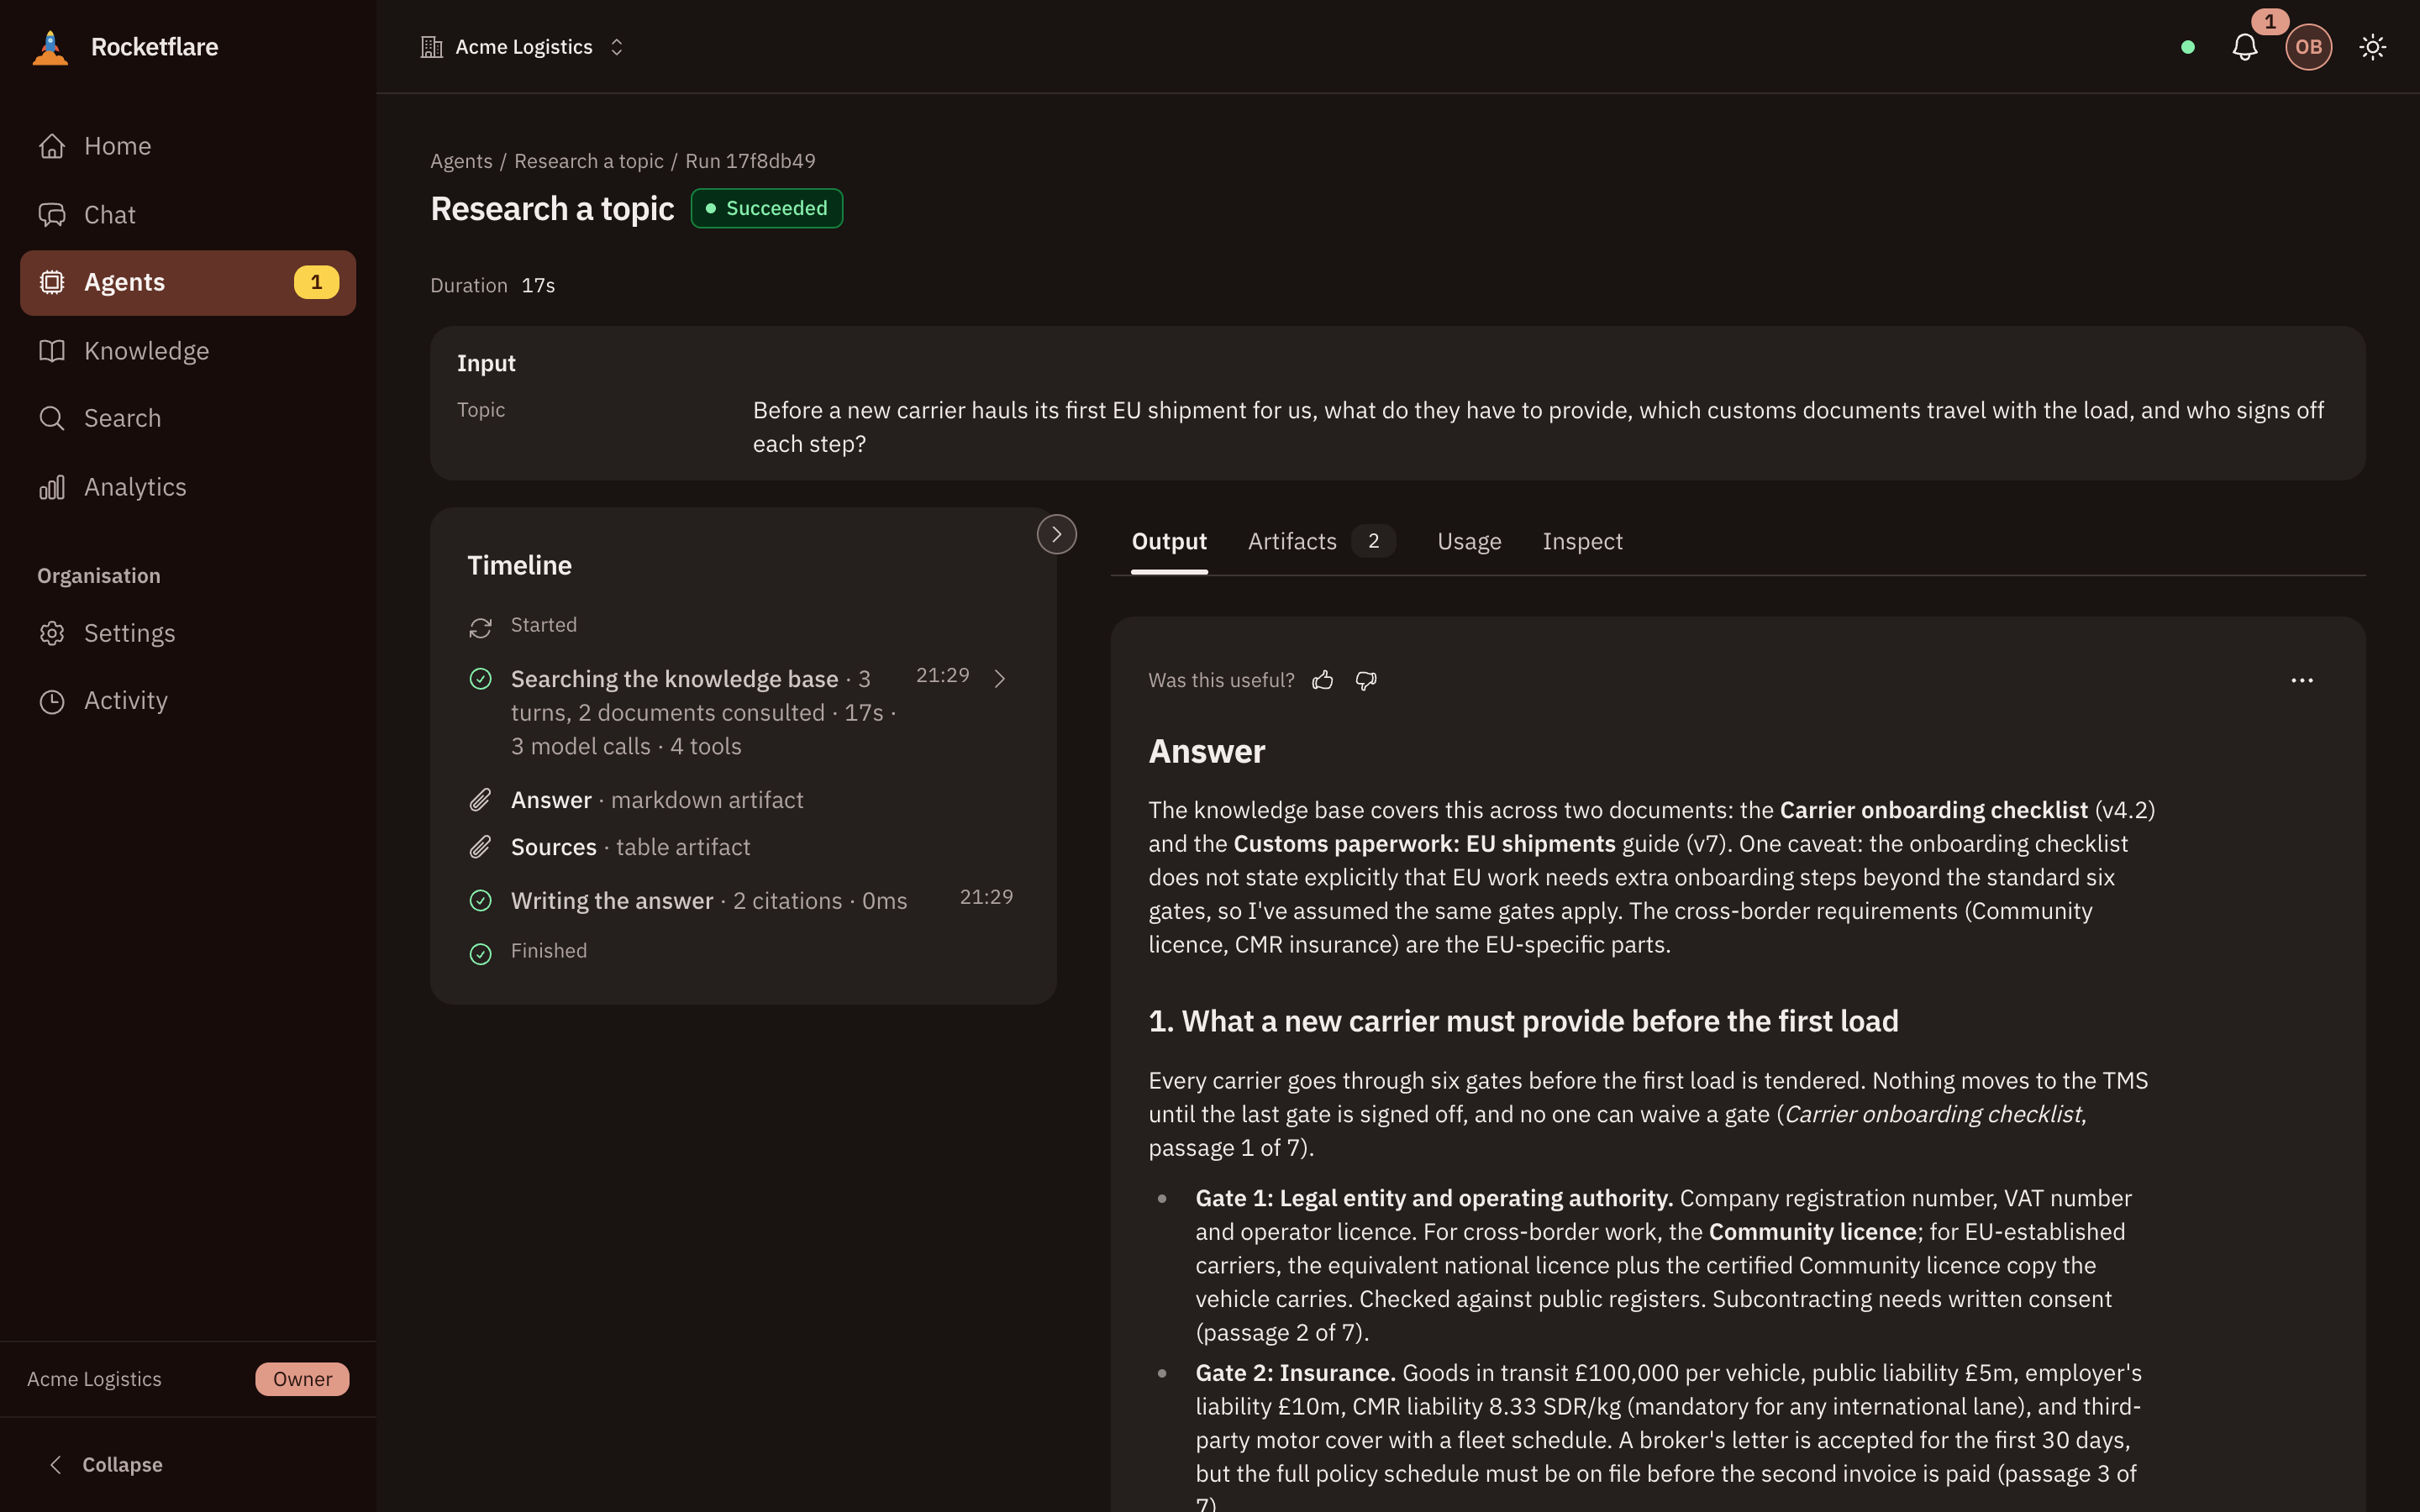 Rocketflare
Acme Logistics
1
OB
Home
Chat
Agents
1
Knowledge
Search
Analytics
Organisation
Settings
Activity
Acme Logistics
Owner
Collapse
Agents / Research a topic / Run 17f8db49
Research a topic
Succeeded
Duration 17s
Input
Topic
Before a new carrier hauls its first EU shipment for us, what do they have to provide, which customs documents travel with the load, and who signs off
each step?
Timeline
Started
Searching the knowledge base · 3
turns, 2 documents consulted · 17s ·
3 model calls · 4 tools
21:29
Answer · markdown artifact
Sources · table artifact
Writing the answer · 2 citations · 0ms
21:29
Finished
Output
Artifacts 2
Usage
Inspect
Was this useful?
Answer
The knowledge base covers this across two documents: the Carrier onboarding checklist (v4.2)
and the Customs paperwork: EU shipments guide (v7). One caveat: the onboarding checklist
does not state explicitly that EU work needs extra onboarding steps beyond the standard six
gates, so I've assumed the same gates apply. The cross-border requirements (Community
licence, CMR insurance) are the EU-specific parts.
1. What a new carrier must provide before the first load
Every carrier goes through six gates before the first load is tendered. Nothing moves to the TMS
until the last gate is signed off, and no one can waive a gate (Carrier onboarding checklist,
passage 1 of 7).
Gate 1: Legal entity and operating authority. Company registration number, VAT number
and operator licence. For cross-border work, the Community licence; for EU-established
carriers, the equivalent national licence plus the certified Community licence copy the
vehicle carries. Checked against public registers. Subcontracting needs written consent
(passage 2 of 7).
Gate 2: Insurance. Goods in transit £100,000 per vehicle, public liability £5m, employer's
liability £10m, CMR liability 8.33 SDR/kg (mandatory for any international lane), and third-
party motor cover with a fleet schedule. A broker's letter is accepted for the first 30 days,
but the full policy schedule must be on file before the second invoice is paid (passage 3 of
7)